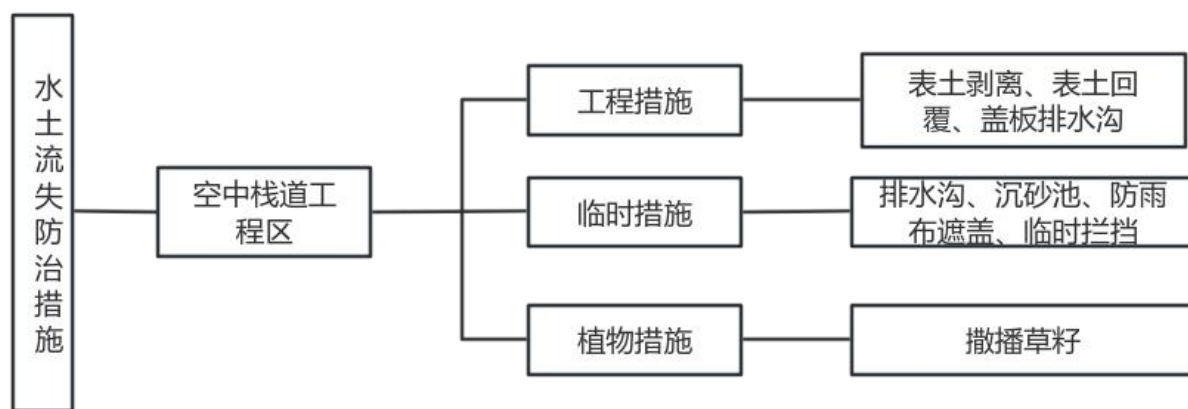 水土流失防治措施
空中栈道工
程区
工程措施
表土剥离、表土回
覆、盖板排水沟
临时措施
排水沟、沉砂池、防雨
布遮盖、临时拦挡
植物措施
撒播草籽